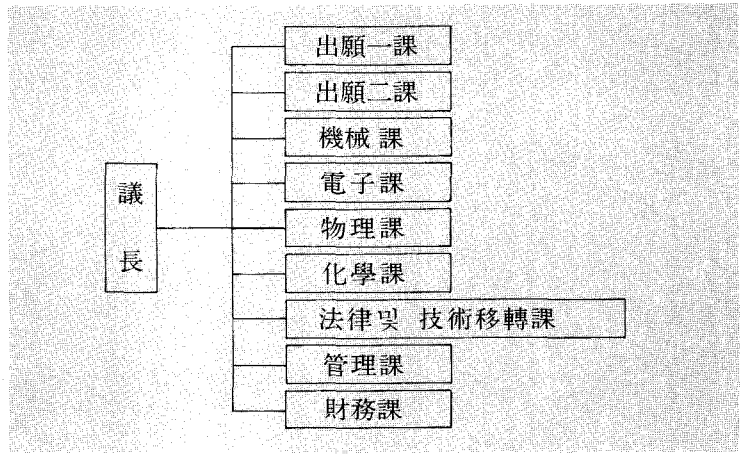 出願一課
出願二課
機械課
電子課
議長
物理課
化學課
法律및 技術移轉課
管理課
財務課